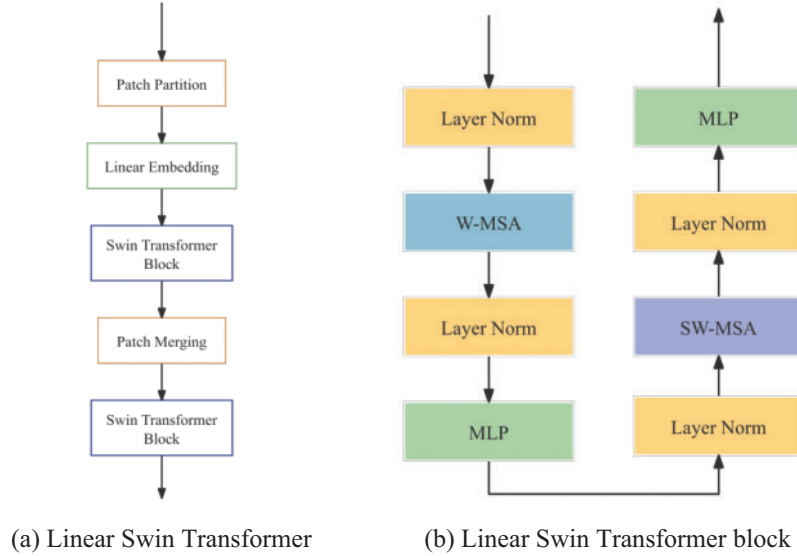 Patch Partition
Linear Embedding
Swin Transformer
Block
Patch Merging
Swin Transformer
Block
(a) Linear Swin Transformer
Layer Norm
W-MSA
Layer Norm
MLP
MLP
Layer Norm
SW-MSA
Layer Norm
(b) Linear Swin Transformer block